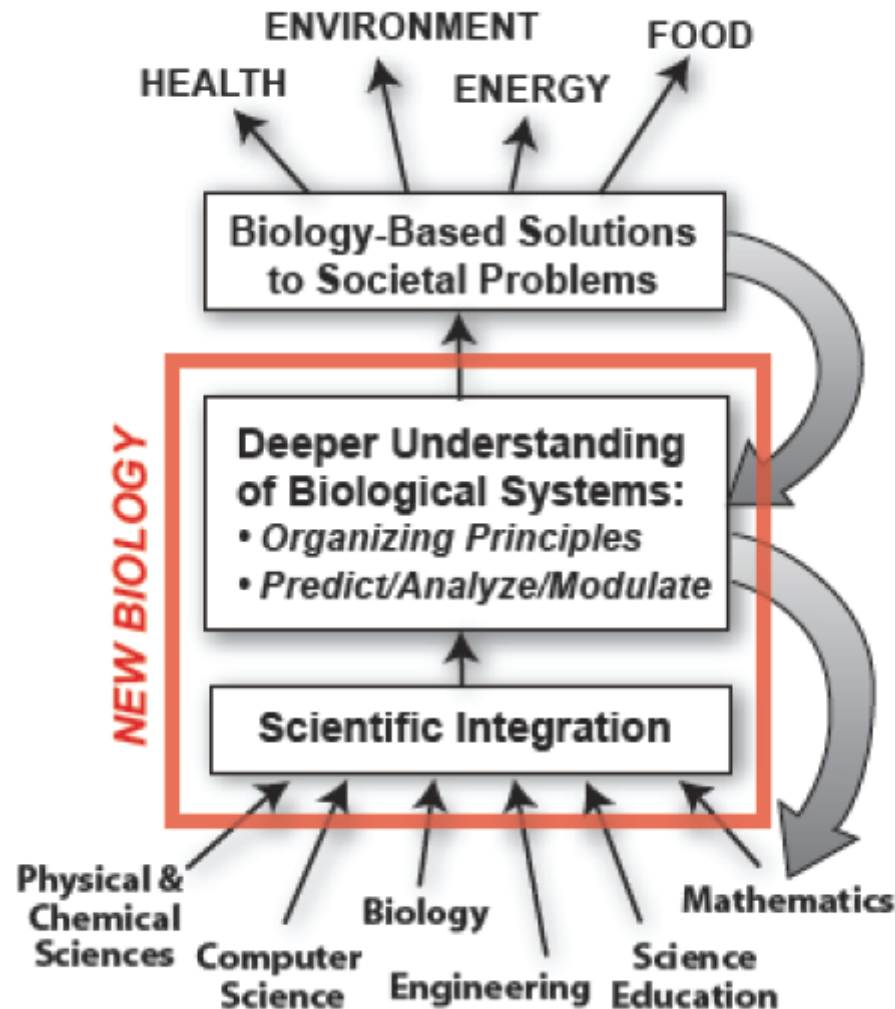 ENVIRONMENT
FOOD
HEALTH
ENERGY
Biology-Based Solutions
to Societal Problems
NEW BIOLOGY
Deeper Understanding
of Biological Systems:
• Organizing Principles
• Predict/Analyze/Modulate
Scientific Integration
Physical &
Chemical
Sciences
Computer
Science
Biology
Engineering
Science
Education
Mathematics